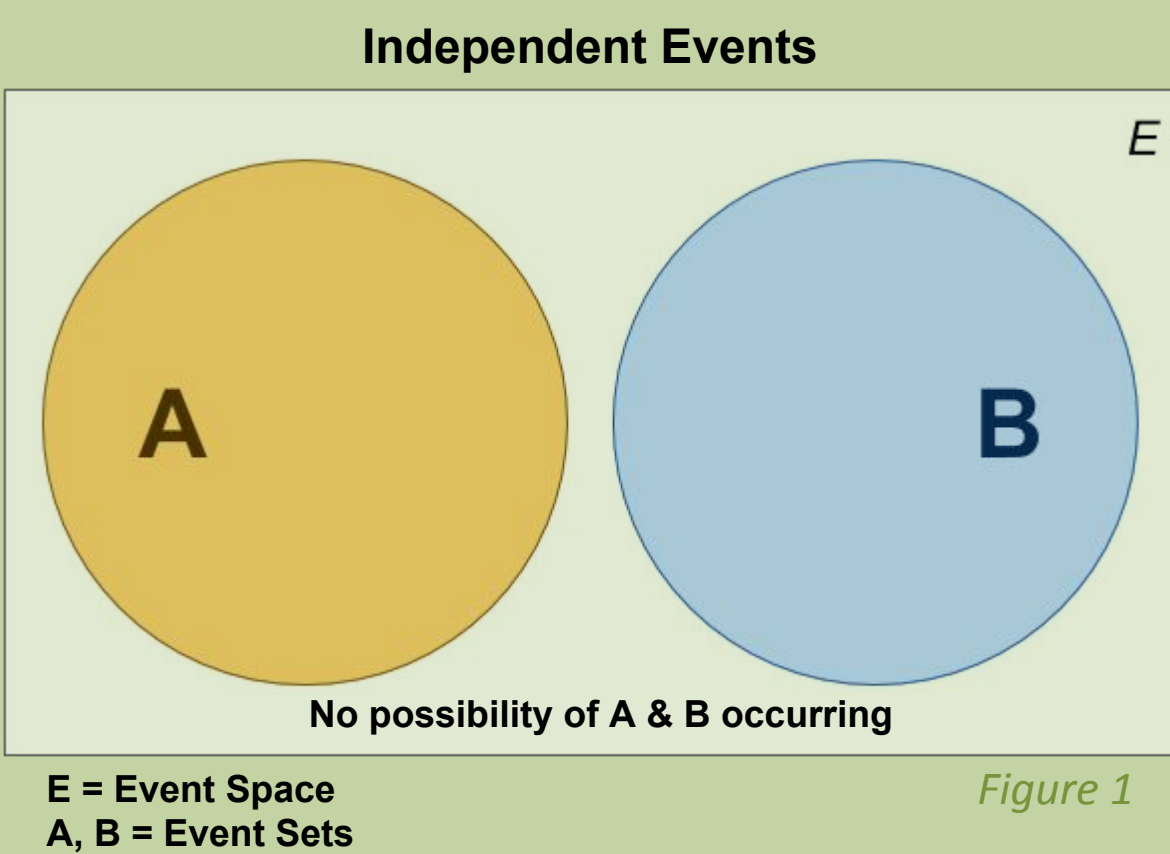 Independent Events
E
A
B
No possibility of A & B occurring
E = Event Space
Figure 1
A, B = Event Sets